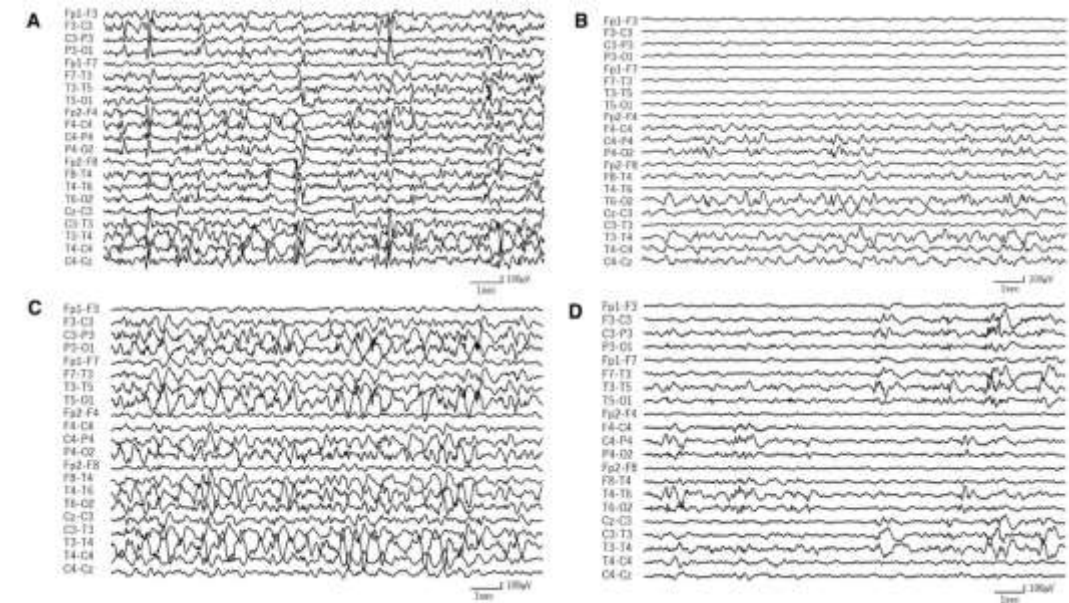 A
Fp1-F3
F3-C3
C3-P3
P3-O1
Fp1-F7
F7-T3
T3-T5
T5-O1
Fp2-F4
F4-C4
C4-P4
P4-O2
Fp2-F8
F8-T4
T4-T6
T6-O2
Cz-C3
C3-T3
T3-T4
T4-C4
C4-Cz
100μV
1sec
B
Fp1-F3
F3-C3
C3-P3
P3-O1
Fp1-F7
F7-T3
T3-T5
T5-O1
Fp2-F4
F4-C4
C4-P4
P4-O2
Fp2-F8
F8-T4
T4-T6
T6-O2
Cz-C3
C3-T3
T3-T4
T4-C4
C4-Cz
100μV
1sec
C
Fp1-F3
F3-C3
C3-P3
P3-O1
Fp1-F7
F7-T3
T3-T5
T5-O1
Fp2-F4
F4-C4
C4-P4
P4-O2
Fp2-F8
F8-T4
T4-T6
T6-O2
Cz-C3
C3-T3
T3-T4
T4-C4
C4-Cz
100μV
1sec
D
Fp1-F3
F3-C3
C3-P3
P3-O1
Fp1-F7
F7-T3
T3-T5
T5-O1
Fp2-F4
F4-C4
C4-P4
P4-O2
Fp2-F8
F8-T4
T4-T6
T6-O2
Cz-C3
C3-T3
T3-T4
T4-C4
C4-Cz
100μV
1sec